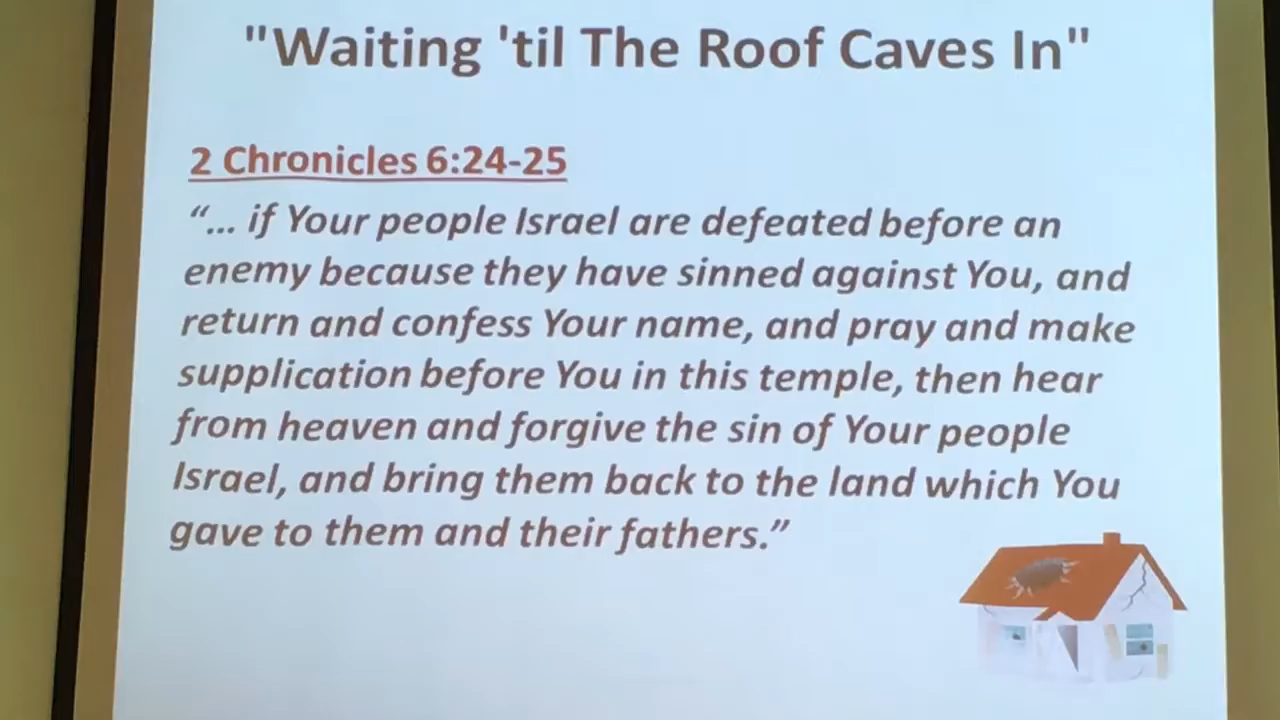 "Waiting 'til The Roof Caves In"
2 Chronicles 6:24-25
“... if Your people Israel are defeated before an
enemy because they have sinned against You, and
return and confess Your name, and pray and make
supplication before You in this temple, then hear
from heaven and forgive the sin of Your people
Israel, and bring them back to the land which You
gave to them and their fathers.”